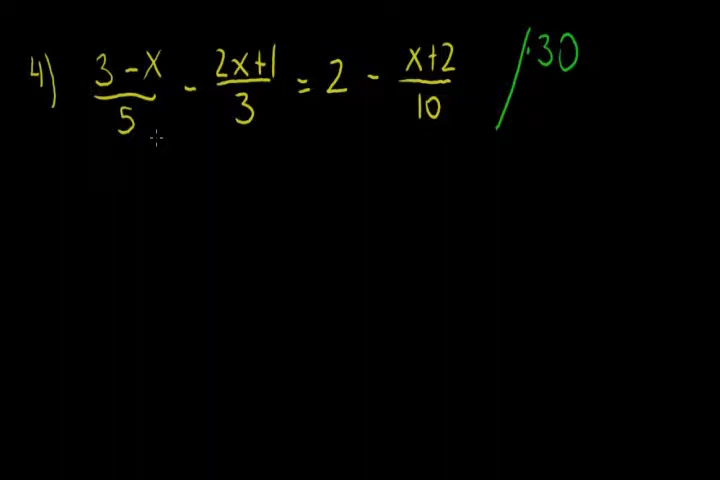 4) (3-x)/5 - (2x+1)/3 = 2 - (x+2)/10 /·30